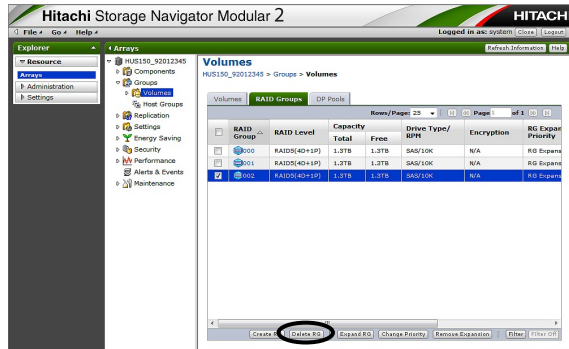 Hitachi Storage Navigator Modular 2
HITACHI
File Go Help
Logged in as: system Close Logout
Explorer
Arrays
Refresh Information Help
Resource
Arrays
Administration
Settings
HUS150_92012345
Components
Groups
Volumes
Host Groups
Replication
Settings
Energy Saving
Security
Performance
Alerts & Events
Maintenance
Volumes
HUS150_92012345 > Groups > Volumes
Volumes RAID Groups DP Pools
Rows/Page: 25 Page 1 of 1
RAID Group RAID Level Capacity Total Free Drive Type/ RPM Encryption RG Expan Priority
000 RAID5(4D+1P) 1.3TB 1.3TB SAS/10K N/A RG Expans
001 RAID5(4D+1P) 1.3TB 1.3TB SAS/10K N/A RG Expans
002 RAID5(4D+1P) 1.3TB 1.3TB SAS/10K N/A RG Expans
Create Delete RG Expand RG Change Priority Remove Expansion Filter Filter Off